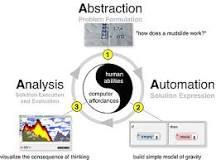 Abstraction
Problem Formulation
"how does a mudslide work?"
1
Analysis
Solution Execution
and Evaluation
human
abilities
computer
affordances
Automation
Solution Expression
3
2
visualize the consequence of thinking
build simple model of gravity